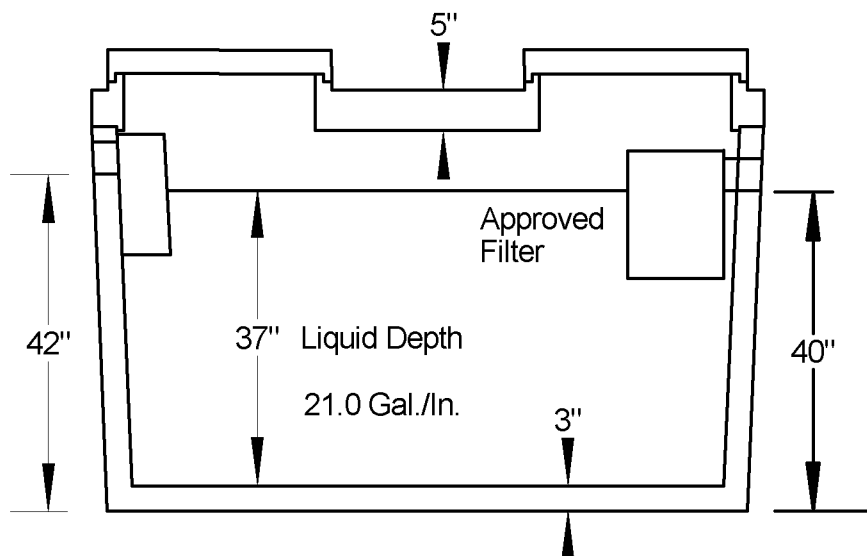 5"
Approved
Filter
42"
37" Liquid Depth
40"
21.0 Gal./In.
3"